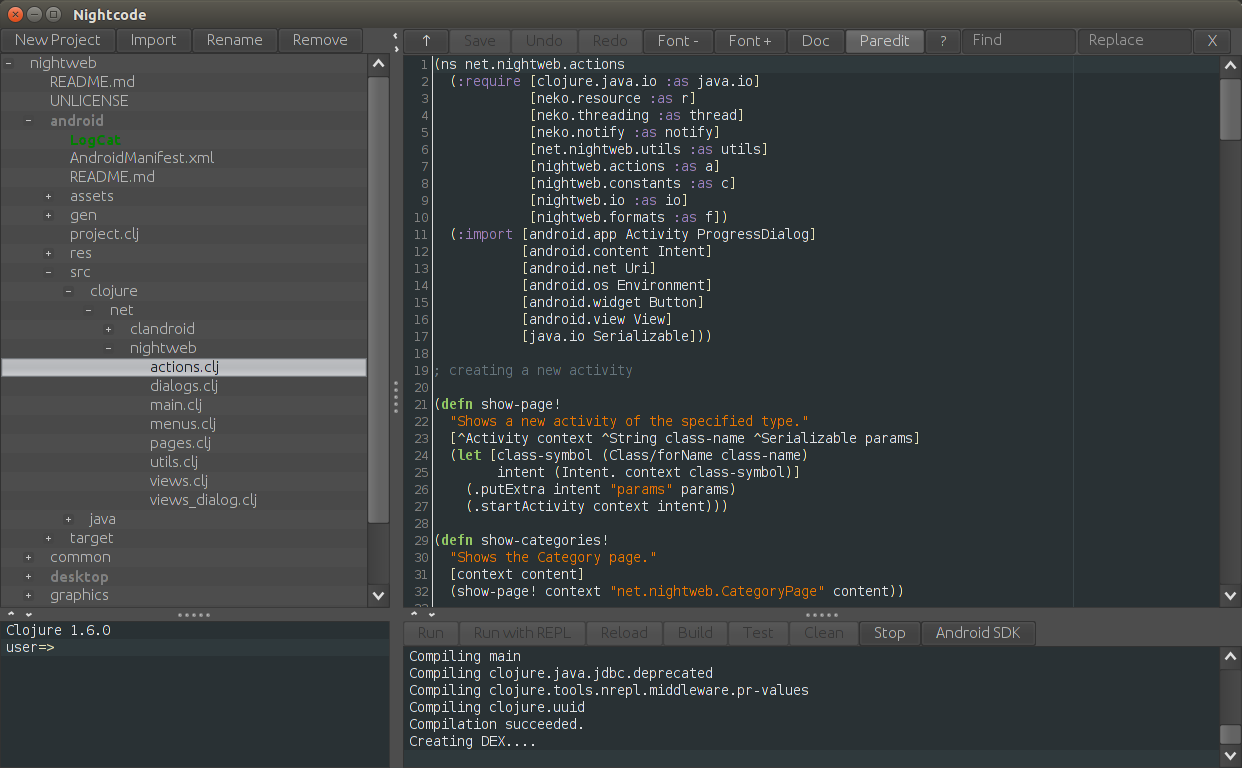 Nightcode
New Project Import Rename Remove
nightweb
README.md
UNLICENSE
android
LogCat
AndroidManifest.xml
README.md
assets
gen
project.clj
res
src
clojure
net
clandroid
nightweb
actions.clj
dialogs.clj
main.clj
menus.clj
pages.clj
utils.clj
views.clj
views_dialog.clj
java
target
common
desktop
graphics
↑ Save Undo Redo Font - Font + Doc Paredit ? Find Replace X
1 (ns net.nightweb.actions
2 (:require [clojure.java.io :as java.io]
3 [neko.resource :as r]
4 [neko.threading :as thread]
5 [neko.notify :as notify]
6 [net.nightweb.utils :as utils]
7 [nightweb.actions :as a]
8 [nightweb.constants :as c]
9 [nightweb.io :as io]
10 [nightweb.formats :as f])
11 (:import [android.app Activity ProgressDialog]
12 [android.content Intent]
13 [android.net Uri]
14 [android.os Environment]
15 [android.widget Button]
16 [android.view View]
17 [java.io Serializable]))
18
19 ; creating a new activity
20
21 (defn show-page!
22 "Shows a new activity of the specified type."
23 [^Activity context ^String class-name ^Serializable params]
24 (let [class-symbol (Class/forName class-name)
25 intent (Intent. context class-symbol)]
26 (.putExtra intent "params" params)
27 (.startActivity context intent)))
28
29 (defn show-categories!
30 "Shows the Category page."
31 [context content]
32 (show-page! context "net.nightweb.CategoryPage" content))
Clojure 1.6.0
user=>
Run Run with REPL Reload Build Test Clean Stop Android SDK
Compiling main
Compiling clojure.java.jdbc.deprecated
Compiling clojure.tools.nrepl.middleware.pr-values
Compiling clojure.uuid
Compilation succeeded.
Creating DEX....